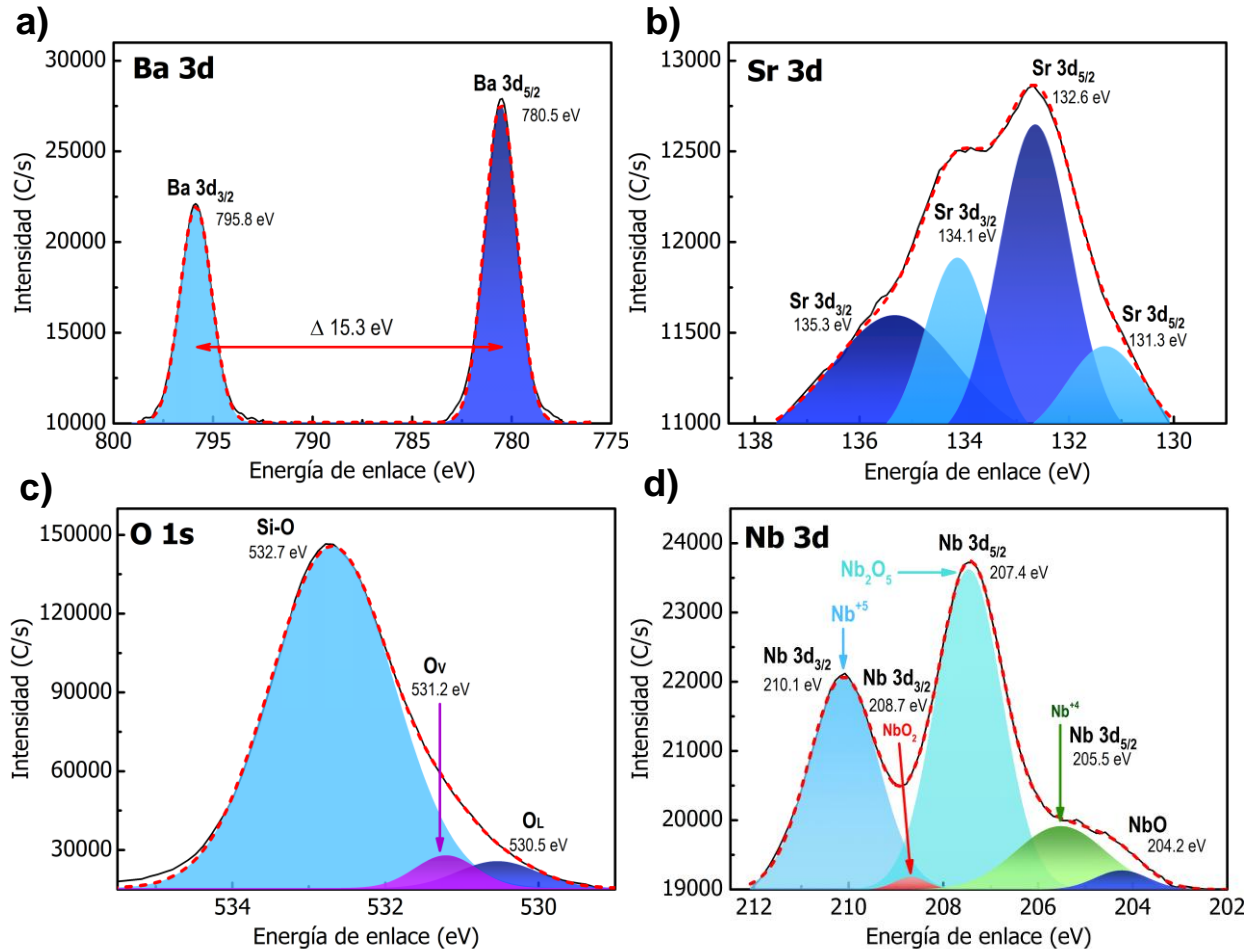 a)
Ba 3d
Ba 3d5/2
780.5 eV
Ba 3d3/2
795.8 eV
Δ 15.3 eV
30000
25000
20000
15000
10000
800 795 790 785 780 775
Intensidad (C/s)
Energía de enlace (eV)
b)
Sr 3d
Sr 3d5/2
132.6 eV
Sr 3d3/2
134.1 eV
Sr 3d3/2
135.3 eV
Sr 3d5/2
131.3 eV
13000
12500
12000
11500
11000
136 134 132 130
Intensidad (C/s)
Energía de enlace (eV)
c)
O 1s
Si-O
532.7 eV
Ov
531.2 eV
OL
530.5 eV
150000
120000
90000
60000
30000
534 532 530
Intensidad (C/s)
Energía de enlace (eV)
d)
Nb 3d
Nb 3d5/2
207.4 eV
Nb2O5
Nb+5
Nb 3d3/2
210.1 eV
Nb 3d3/2
208.7 eV
NbO2
Nb+4
Nb 3d5/2
205.5 eV
NbO
204.2 eV
24000
23000
22000
21000
20000
19000
212 210 208 206 204 202
Intensidad (C/s)
Energía de enlace (eV)